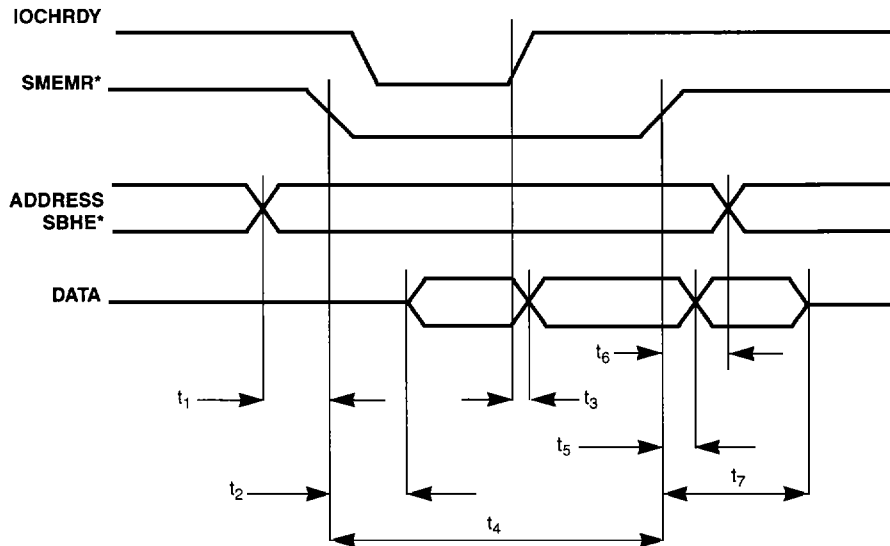 IOCHRDY
SMEMR*
ADDRESS
SBHE*
DATA
t6
t1
t3
t5
t2
t7
t4